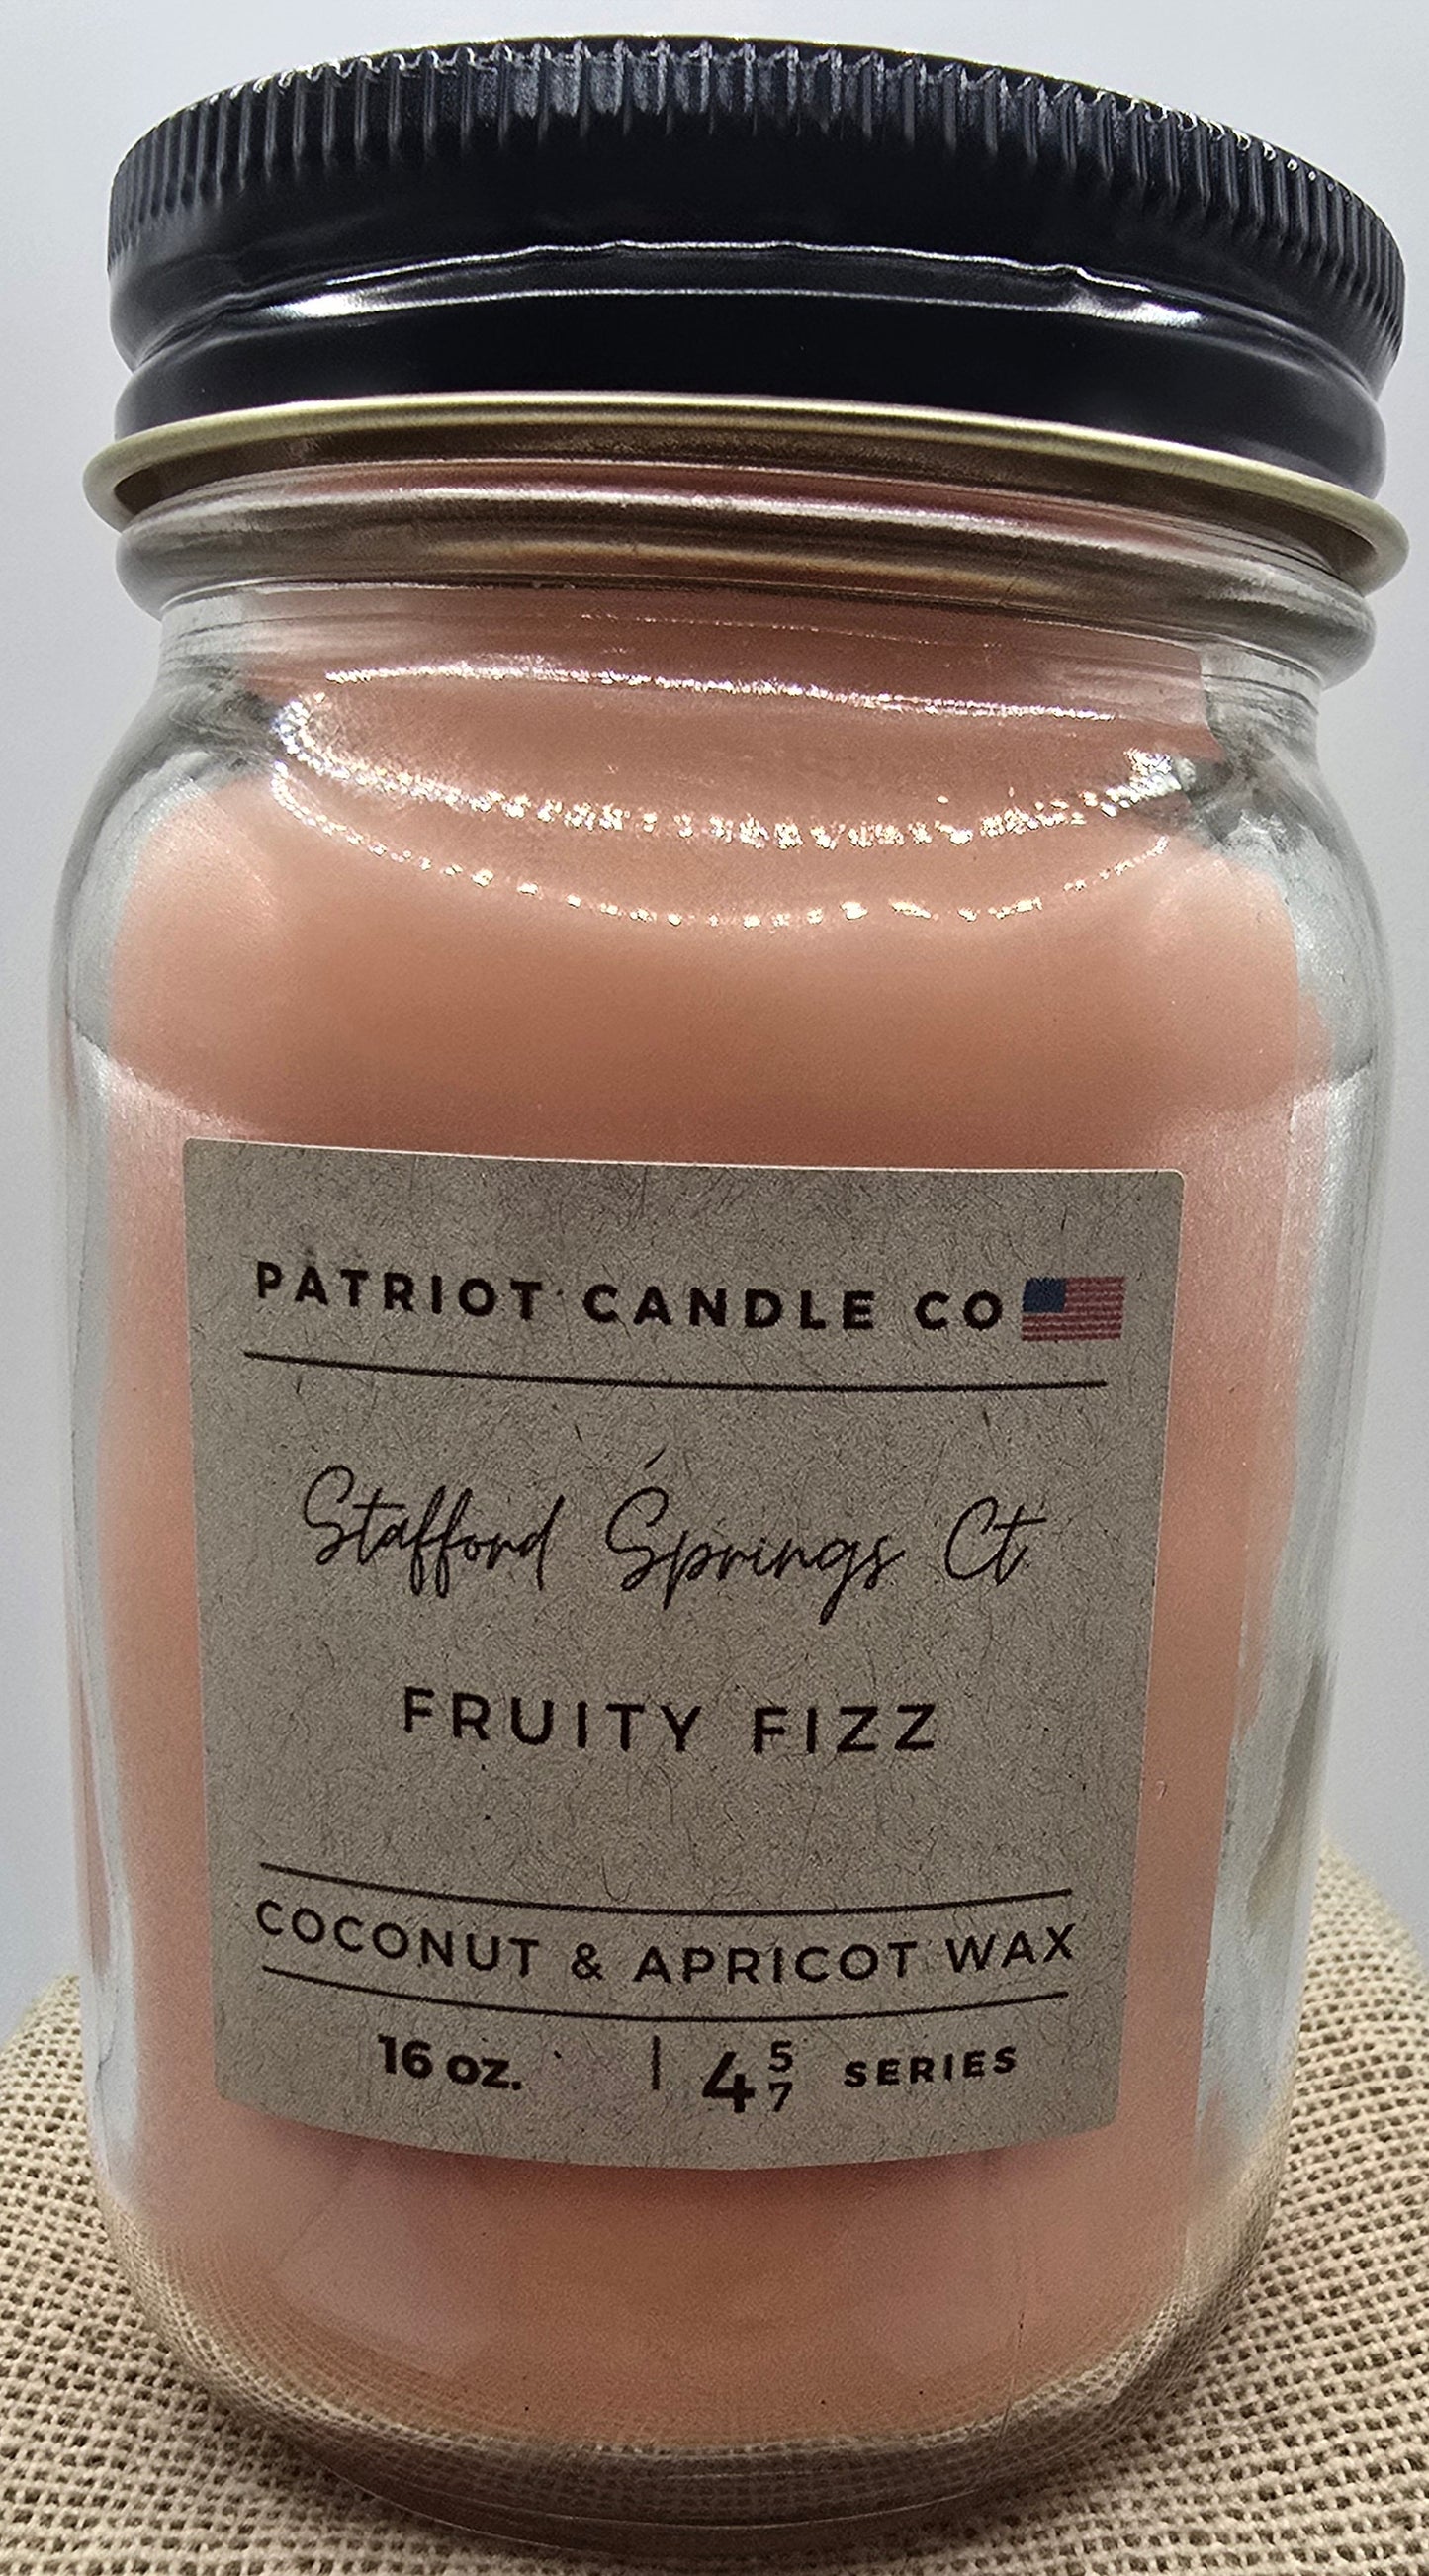 PATRIOT CANDLE CO
Stafford Springs Ct
FRUITY FIZZ
COCONUT & APRICOT WAX
16 oz. | 4 5/7 SERIES